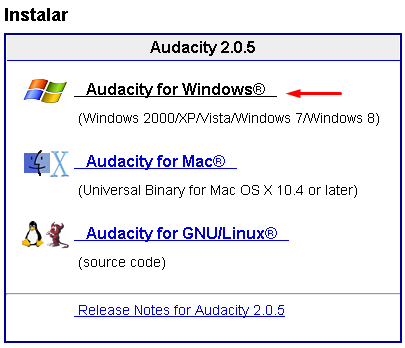 Instalar
Audacity 2.0.5
Audacity for Windows®
(Windows 2000/XP/Vista/Windows 7/Windows 8)
X
Audacity for Mac®
(Universal Binary for Mac OS X 10.4 or later)
Audacity for GNU/Linux®
(source code)
Release Notes for Audacity 2.0.5